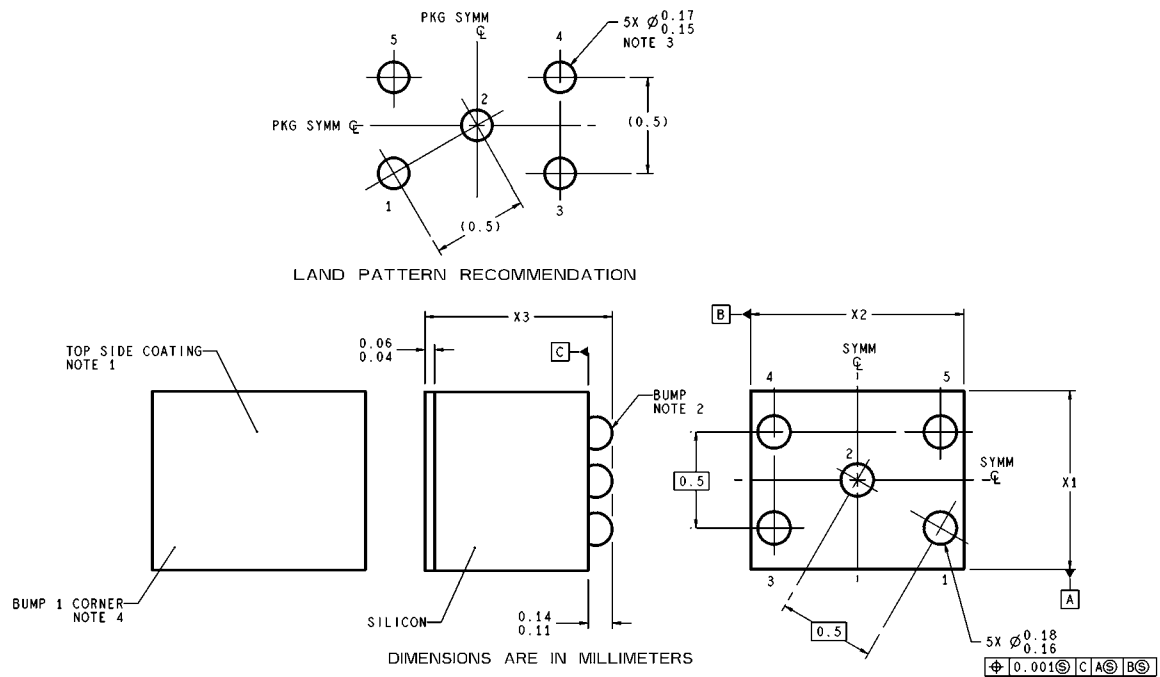 PKG SYMM
℄
5X ⌀0.17
0.15
NOTE 3
5
4
2
PKG SYMM ℄
(0.5)
1
3
(0.5)
LAND PATTERN RECOMMENDATION
X3
B
X2
0.06
0.04
C
SYMM
℄
TOP SIDE COATING
NOTE 1
4
5
BUMP
NOTE 2
2
SYMM
℄
0.5
X1
3
1
A
BUMP 1 CORNER
NOTE 4
SILICON
0.14
0.11
0.5
5X ⌀0.18
0.16
DIMENSIONS ARE IN MILLIMETERS
⌖ 0.001Ⓢ C AⓈ BⓈ